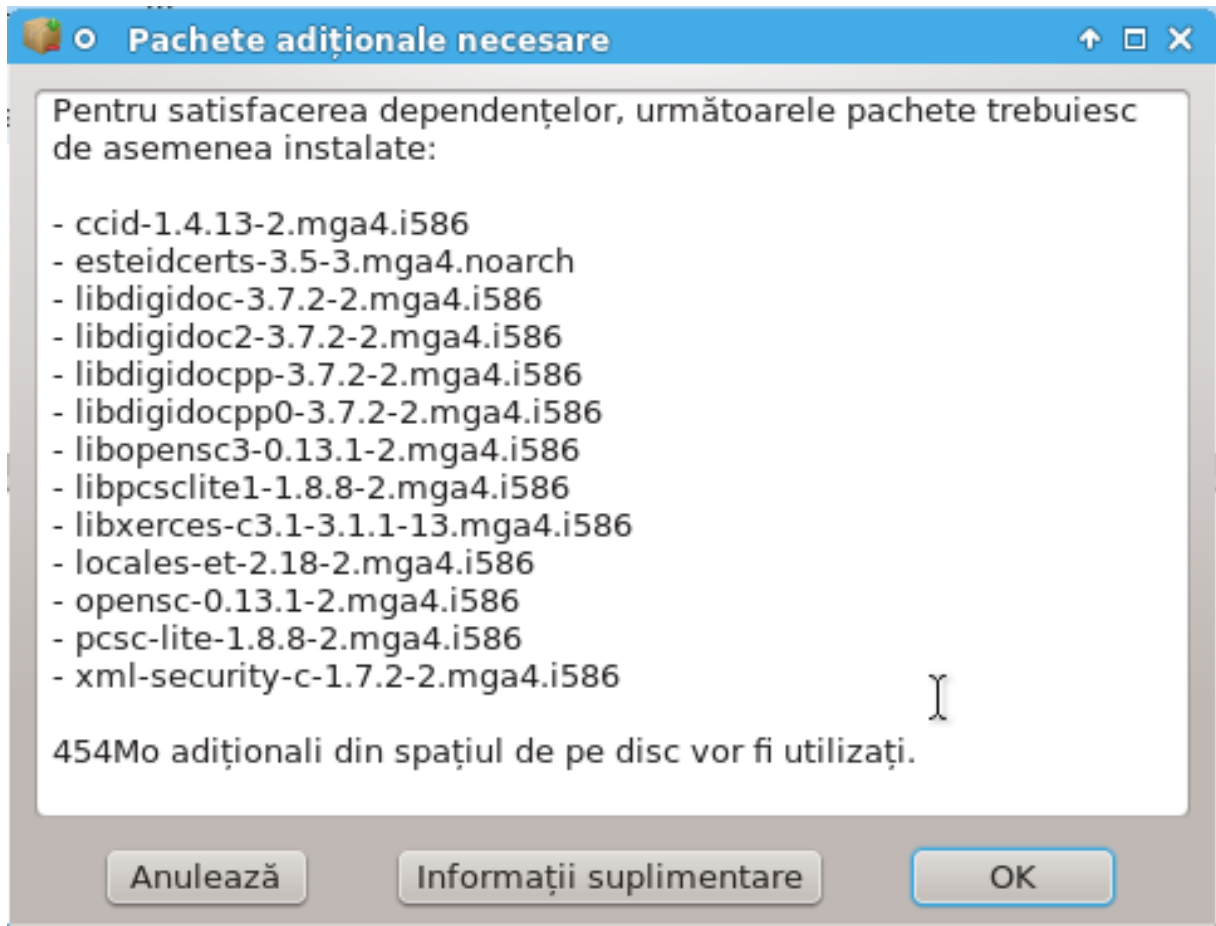 Pachete adiționale necesare
Pentru satisfacerea dependențelor, următoarele pachete trebuiesc
de asemenea instalate:
- ccid-1.4.13-2.mga4.i586
- esteidcerts-3.5-3.mga4.noarch
- libdigidoc-3.7.2-2.mga4.i586
- libdigidoc2-3.7.2-2.mga4.i586
- libdigidocpp-3.7.2-2.mga4.i586
- libdigidocpp0-3.7.2-2.mga4.i586
- libopensc3-0.13.1-2.mga4.i586
- libpcsclite1-1.8.8-2.mga4.i586
- libxerces-c3.1-3.1.1-13.mga4.i586
- locales-et-2.18-2.mga4.i586
- opensc-0.13.1-2.mga4.i586
- pcsc-lite-1.8.8-2.mga4.i586
- xml-security-c-1.7.2-2.mga4.i586
454Mo adiționali din spațiul de pe disc vor fi utilizați.
Anulează Informații suplimentare OK